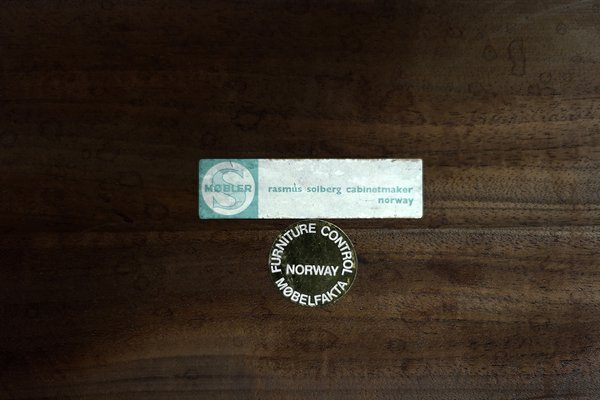 S
MØBLER
rasmus solberg cabinetmaker
norway
FURNITURE CONTROL
NORWAY
MØBELFAKTA